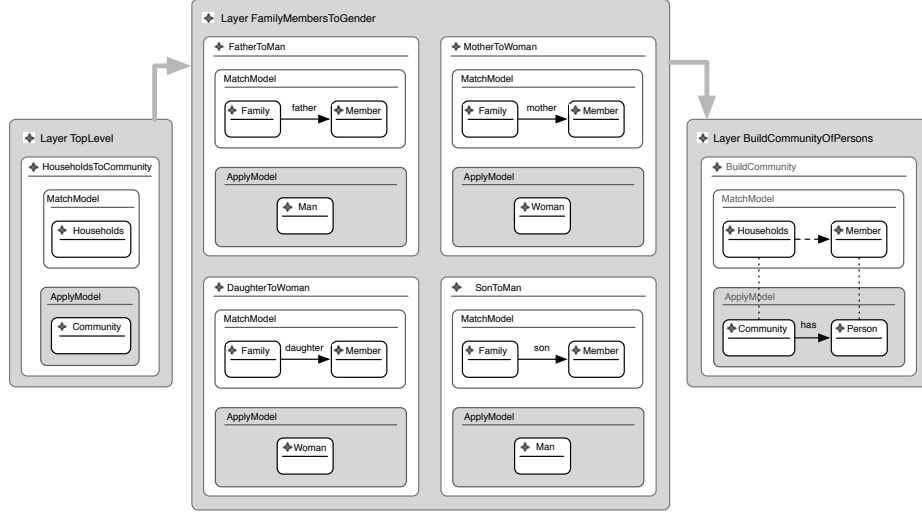 Layer TopLevel
HouseholdsToCommunity
MatchModel
Households
ApplyModel
Community
Layer FamilyMembersToGender
FatherToMan
MatchModel
Family
father
Member
ApplyModel
Man
MotherToWoman
MatchModel
Family
mother
Member
ApplyModel
Woman
DaughterToWoman
MatchModel
Family
daughter
Member
ApplyModel
Woman
SonToMan
MatchModel
Family
son
Member
ApplyModel
Man
Layer BuildCommunityOfPersons
BuildCommunity
MatchModel
Households
Member
ApplyModel
Community
has
Person